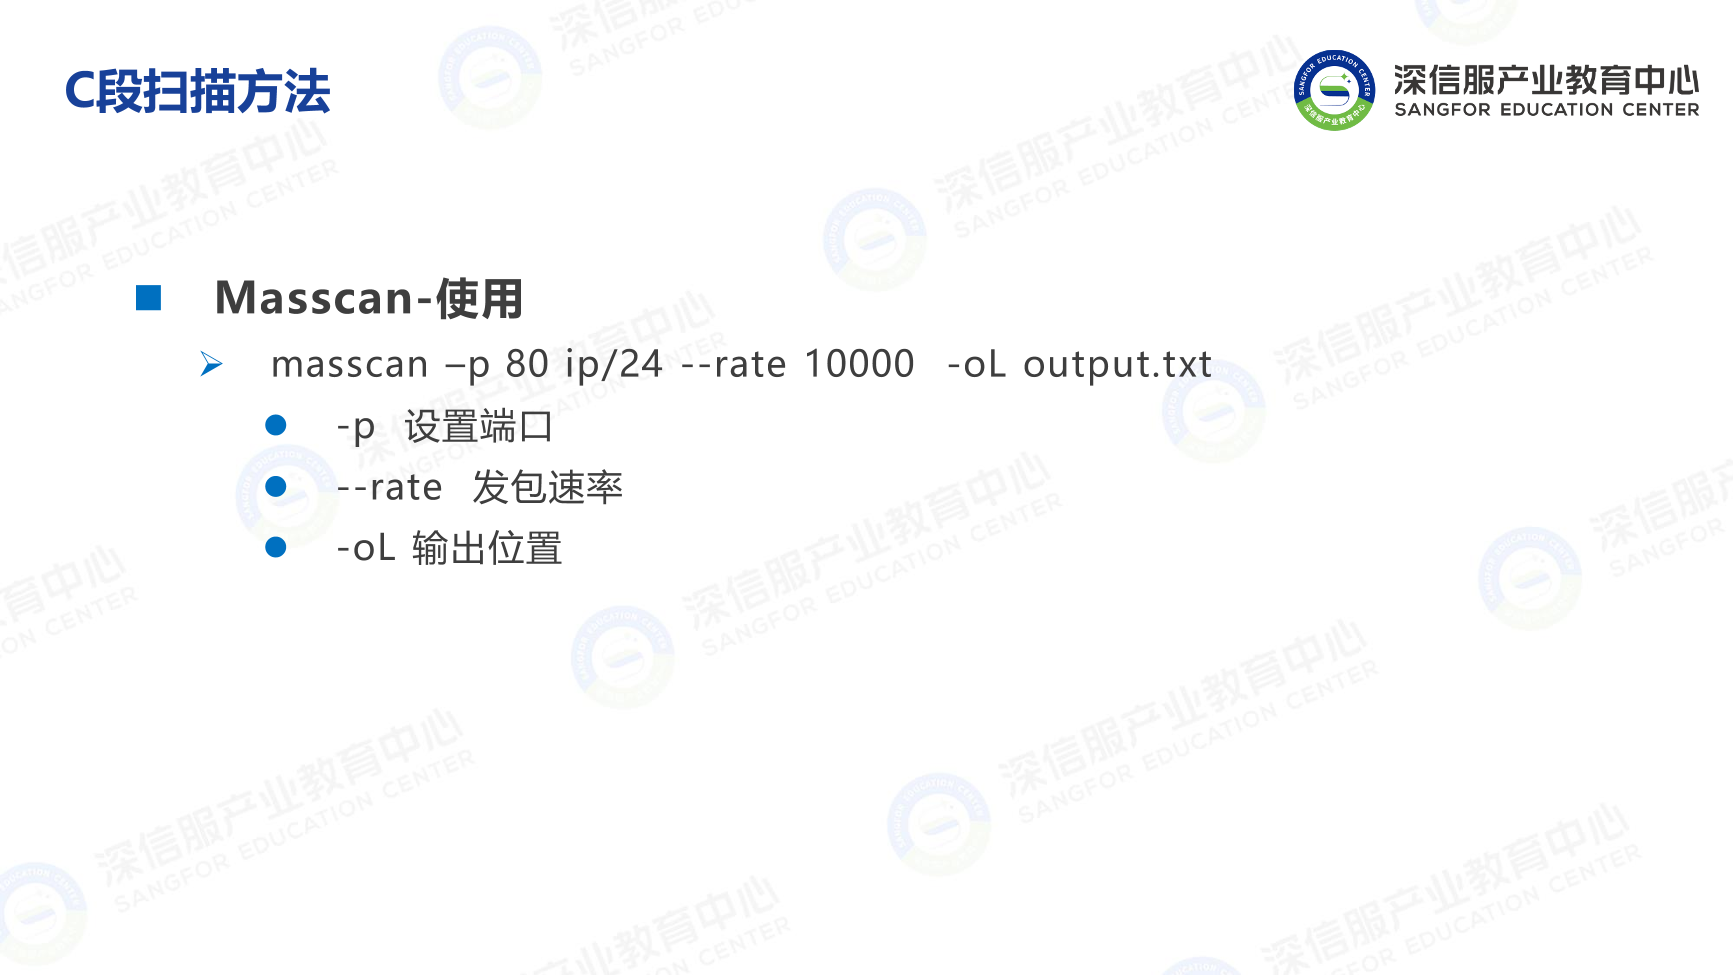 C段扫描方法
深信服产业教育中心
SANGFOR EDUCATION CENTER
Masscan-使用
masscan –p 80 ip/24 --rate 10000 -oL output.txt
-p 设置端口
--rate 发包速率
-oL 输出位置